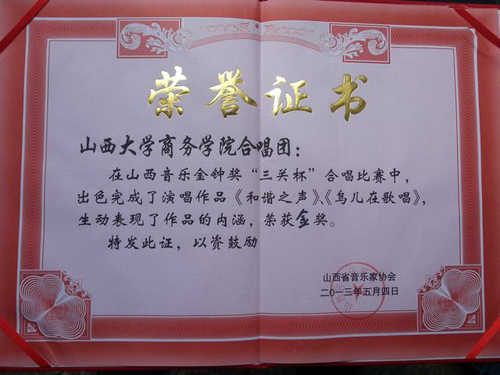 荣誉证书
山西大学商务学院合唱团：
在山西音乐金钟奖“三关杯”合唱比赛中，
出色完成了演唱作品《和谐之声》、《鸟儿在歌唱》，
生动表现了作品的内涵，荣获金奖。
特发此证，以资鼓励
山西省音乐家协会
二〇一三年五月四日